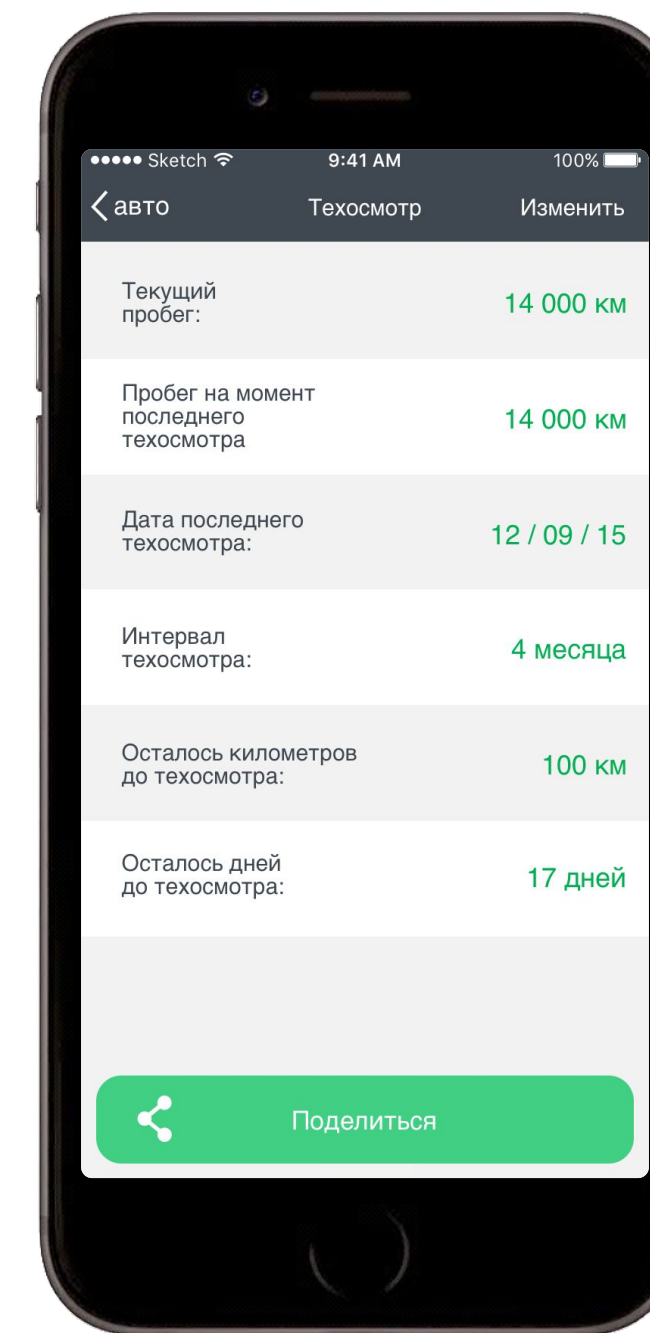 Sketch 9:41 AM 100%
авто Техосмотр Изменить
Текущий
пробег:
14 000 км
Пробег на момент
последнего
техосмотра
14 000 км
Дата последнего
техосмотра:
12 / 09 / 15
Интервал
техосмотра:
4 месяца
Осталось километров
до техосмотра:
100 км
Осталось дней
до техосмотра:
17 дней
Поделиться